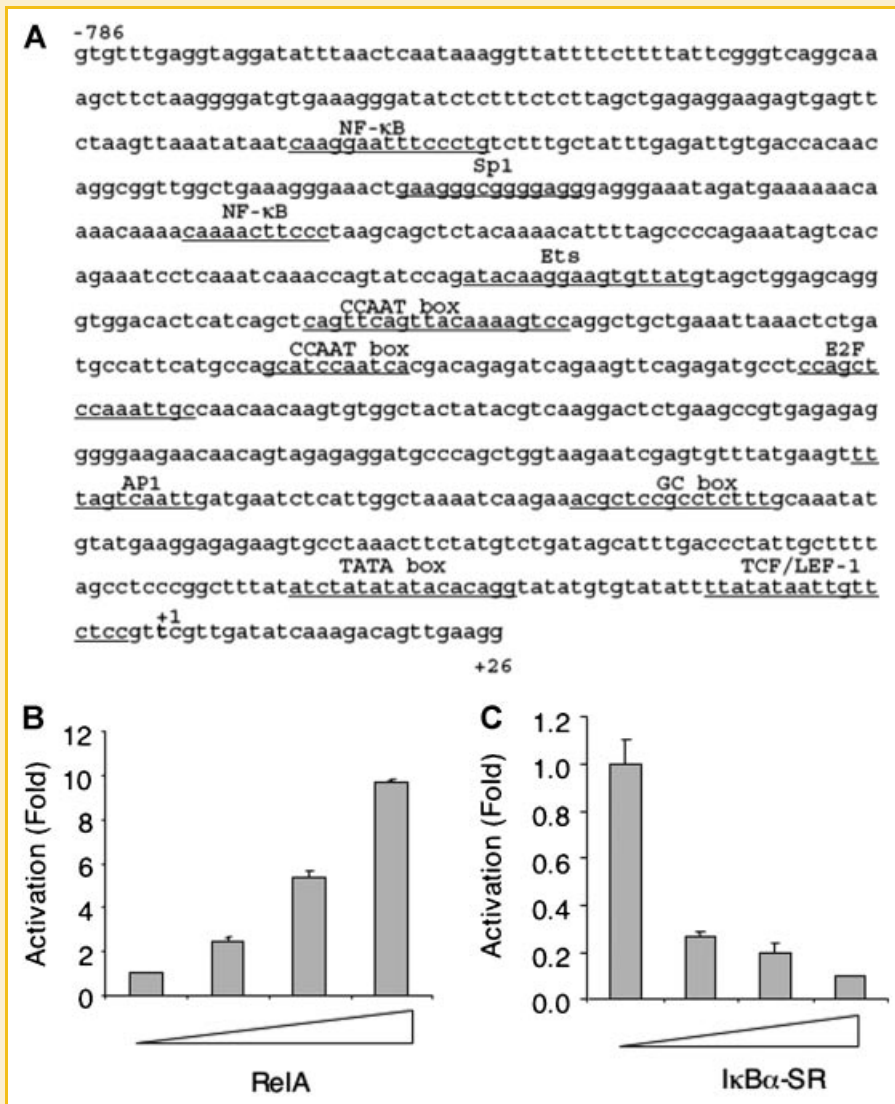 A
-786
gtgtttgaggtaggatatttaactcaataaaggttattttcttttattcgggtcaggcaa
agcttctaaggggatgtgaaagggatatctctttctcttagctgagaggaagagtgagtt
NF-κB
ctaagttaaatataatcaaggaatttccctgtctttgctatttgagattgtgaccacaac
Sp1
aggcggttggctgaaagggaaactgaagggcggggagggagggaaatagatgaaaaaaca
NF-κB
aaacaaaacaaaacttccctaagcagctctacaaaacattttagccccagaaatagtcac
Ets
agaaatcctcaaatcaaaccagtatccagatacaaggaagtgttatgtagctggagcagg
CCAAT box
gtggacactcatcagctcagttcagttacaaaagtccaggctgctgaaattaaactctga
CCAAT box E2F
tgccattcatgccagcatccaatcacgacagagatcagaagttcagagatgcctccagct
ccaaattgccaacaacaagtgtggctactatacgtcaaggactctgaagccgtgagagag
ggggaagaacaacagtagagaggatgcccagctggtaagaatcgagtgtttatgaagttt
AP1 GC box
tagtcaattgatgaatctcattggctaaaatcaagaaacgctccgcctctttgcaaatat
gtatgaaggagagaagtgcctaaacttctatgtctgatagcatttgaccctattgctttt
TATA box TCF/LEF-1
agcctcccggctttatatctatatatacacaggtatatgtgtatattttatataattgtt
+1
ctccgttcgttgatatcaaagacagttgaagg
+26
B
Activation (Fold)
12
10
8
6
4
2
0
RelA
C
Activation (Fold)
1.2
1.0
0.8
0.6
0.4
0.2
0.0
IκBα-SR